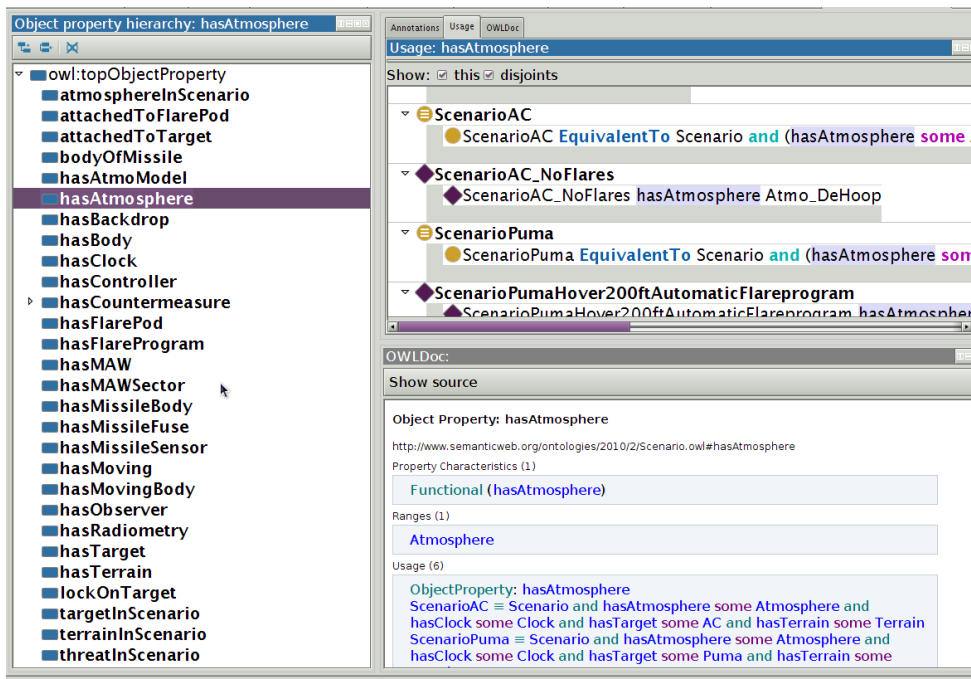 Object property hierarchy: hasAtmosphere
owl:topObjectProperty
atmosphereInScenario
attachedToFlarePod
attachedToTarget
bodyOfMissile
hasAtmoModel
hasAtmosphere
hasBackdrop
hasBody
hasClock
hasController
hasCountermeasure
hasFlarePod
hasFlareProgram
hasMAW
hasMAWSector
hasMissileBody
hasMissileFuse
hasMissileSensor
hasMoving
hasMovingBody
hasObserver
hasRadiometry
hasTarget
hasTerrain
lockOnTarget
targetInScenario
terrainInScenario
threatInScenario
Annotations Usage OWLDoc
Usage: hasAtmosphere
Show: this disjoints
ScenarioAC
ScenarioAC EquivalentTo Scenario and (hasAtmosphere some
ScenarioAC_NoFlares
ScenarioAC_NoFlares hasAtmosphere Atmo_DeHoop
ScenarioPuma
ScenarioPuma EquivalentTo Scenario and (hasAtmosphere som
ScenarioPumaHover200ftAutomaticFlareprogram
ScenarioPumaHover200ftAutomaticFlareprogram hasAtmospher
OWLDoc:
Show source
Object Property: hasAtmosphere
http://www.semanticweb.org/ontologies/2010/2/Scenario.owl#hasAtmosphere
Property Characteristics (1)
Functional (hasAtmosphere)
Ranges (1)
Atmosphere
Usage (6)
ObjectProperty: hasAtmosphere
ScenarioAC ≡ Scenario and hasAtmosphere some Atmosphere and
hasClock some Clock and hasTarget some AC and hasTerrain some Terrain
ScenarioPuma ≡ Scenario and hasAtmosphere some Atmosphere and
hasClock some Clock and hasTarget some Puma and hasTerrain some